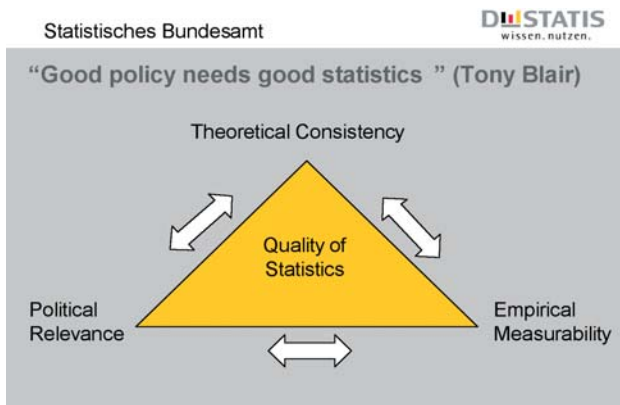 Statistisches Bundesamt
DESTATIS
wissen.nutzen.
“Good policy needs good statistics ” (Tony Blair)
Theoretical Consistency
Quality of
Statistics
Political
Relevance
Empirical
Measurability